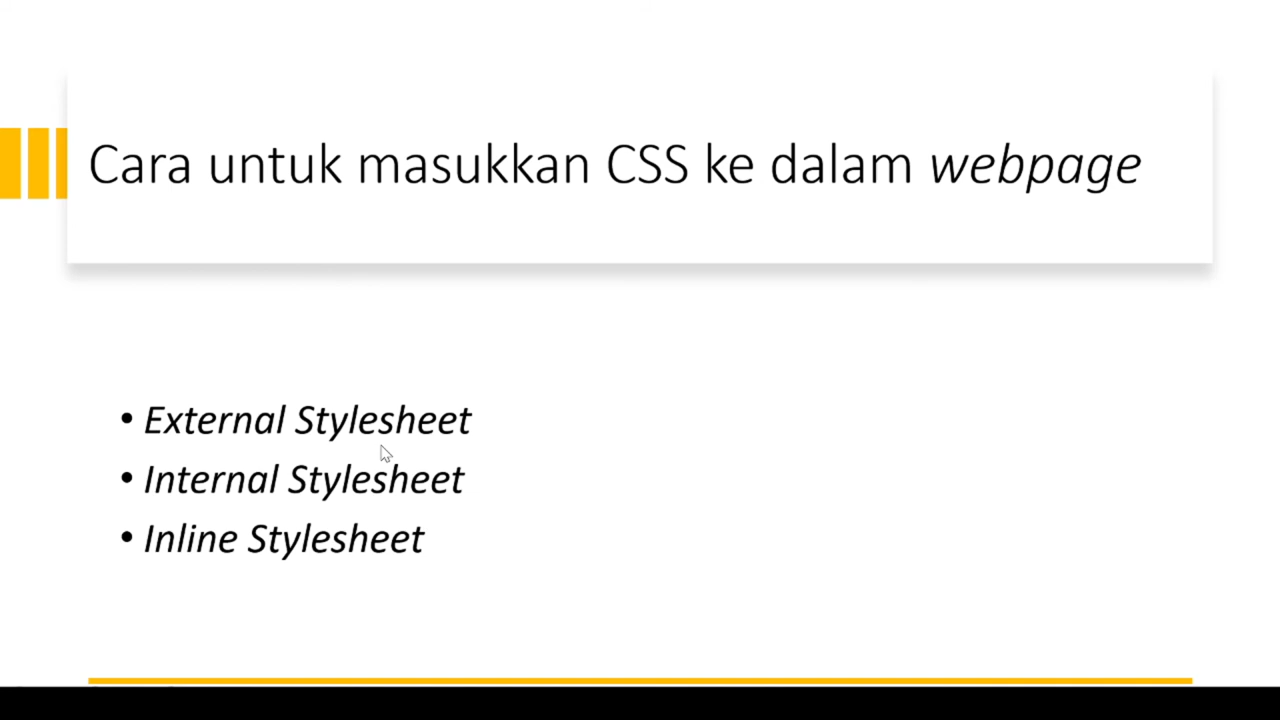 Cara untuk masukkan CSS ke dalam webpage
• External Stylesheet
• Internal Stylesheet
• Inline Stylesheet